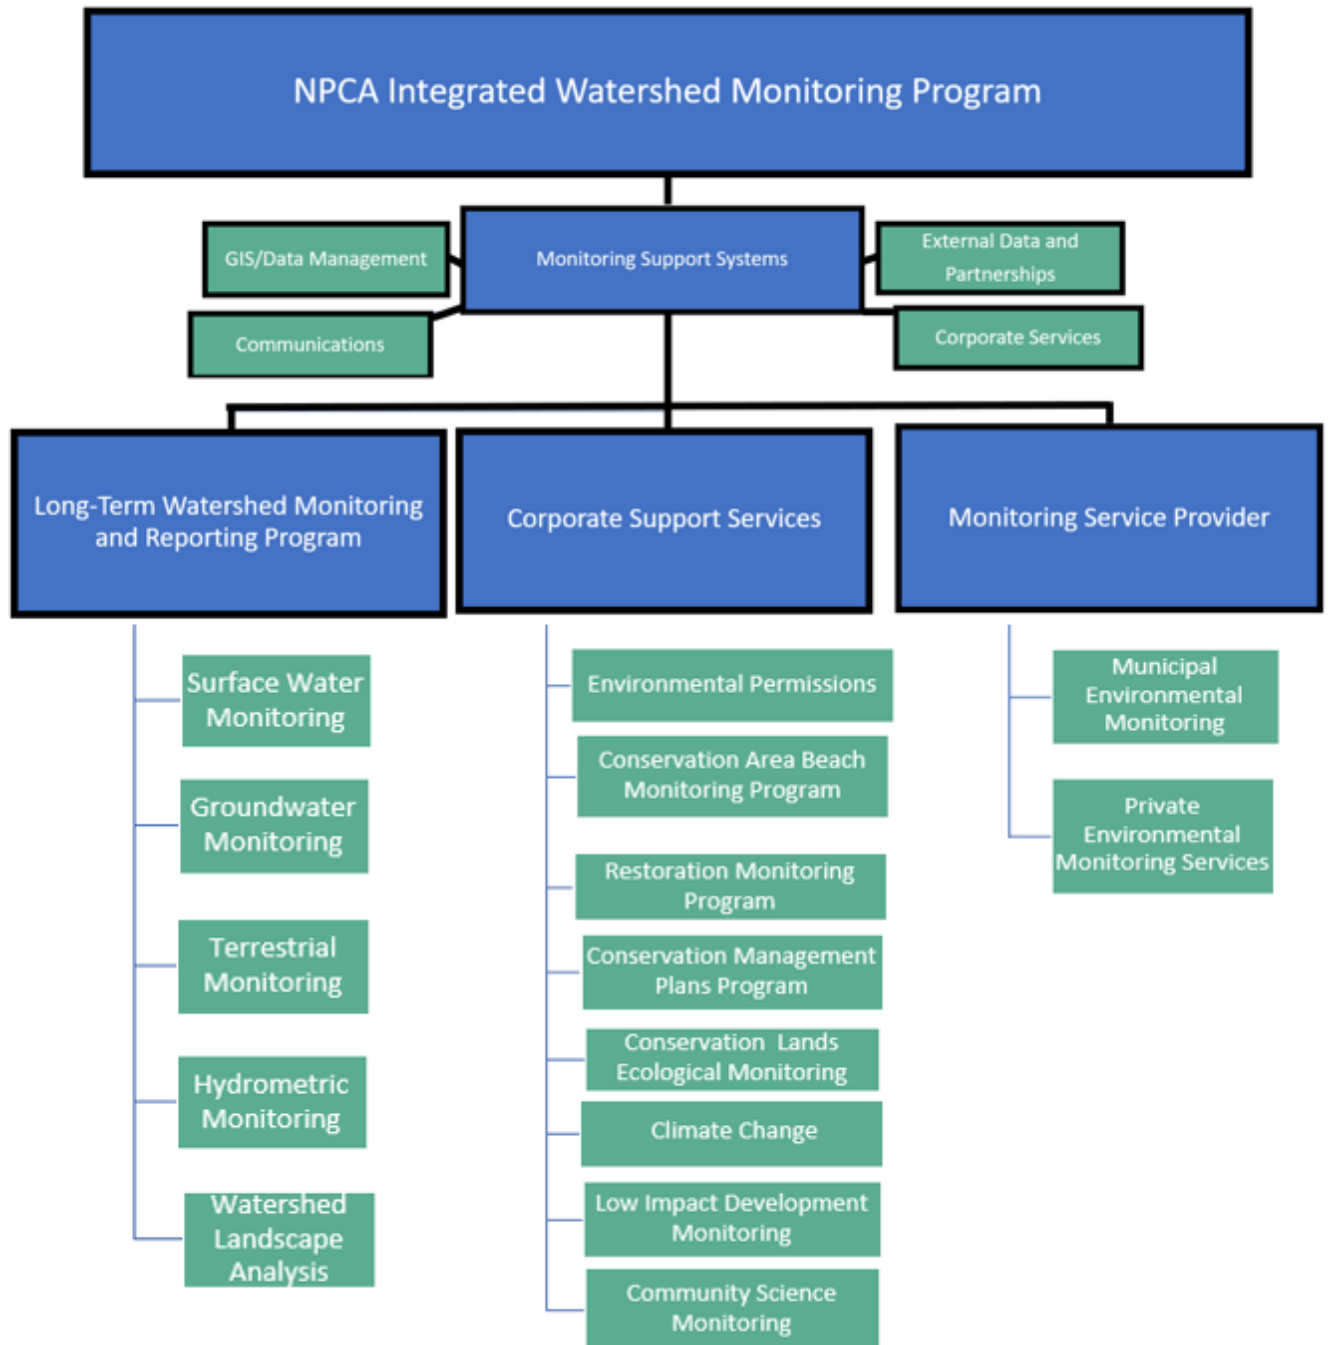 NPCA Integrated Watershed Monitoring Program
GIS/Data Management
Monitoring Support Systems
External Data and
Partnerships
Communications
Corporate Services
Long-Term Watershed Monitoring
and Reporting Program
Corporate Support Services
Monitoring Service Provider
Surface Water
Monitoring
Groundwater
Monitoring
Terrestrial
Monitoring
Hydrometric
Monitoring
Watershed
Landscape
Analysis
Environmental Permissions
Conservation Area Beach
Monitoring Program
Restoration Monitoring
Program
Conservation Management
Plans Program
Conservation Lands
Ecological Monitoring
Climate Change
Low Impact Development
Monitoring
Community Science
Monitoring
Municipal
Environmental
Monitoring
Private
Environmental
Monitoring Services